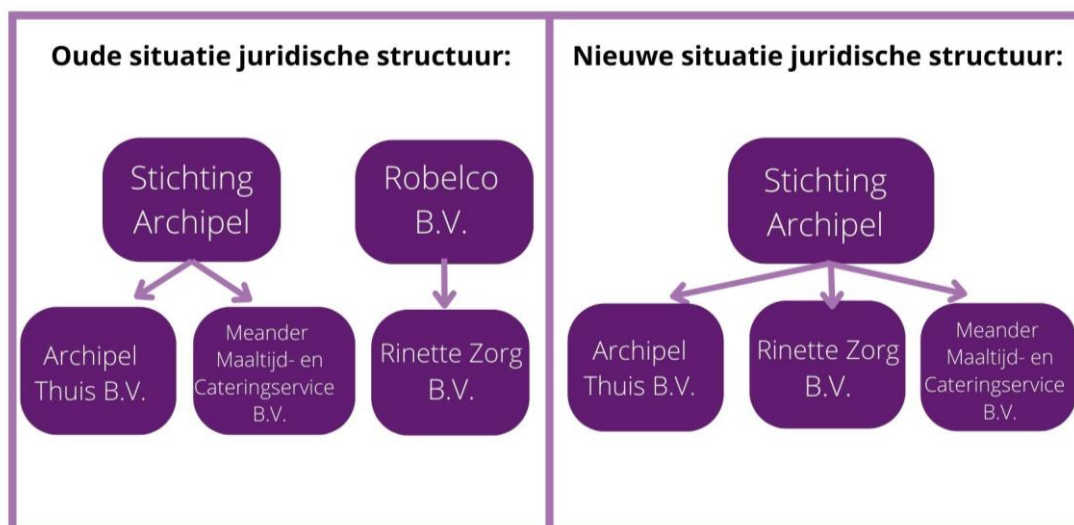 Oude situatie juridische structuur:
Stichting
Archipel
Robelco
B.V.
Archipel
Thuis B.V.
Meander
Maaltijd- en
Cateringservice
B.V.
Rinette Zorg
B.V.
Nieuwe situatie juridische structuur:
Stichting
Archipel
Archipel
Thuis B.V.
Rinette Zorg
B.V.
Meander
Maaltijd- en
Cateringservice
B.V.